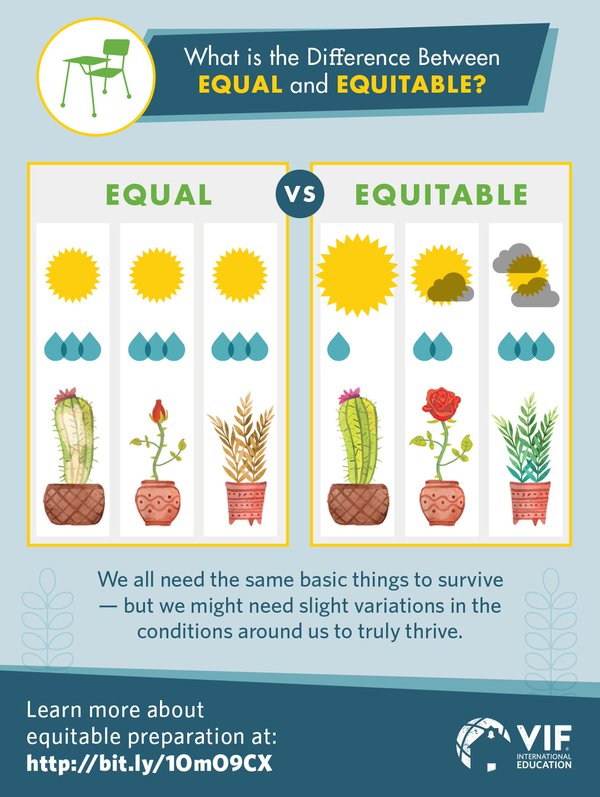 What is the Difference Between
EQUAL and EQUITABLE?
EQUAL
VS
EQUITABLE
We all need the same basic things to survive
— but we might need slight variations in the
conditions around us to truly thrive.
Learn more about
equitable preparation at:
http://bit.ly/1OmO9CX
VIF
INTERNATIONAL
EDUCATION